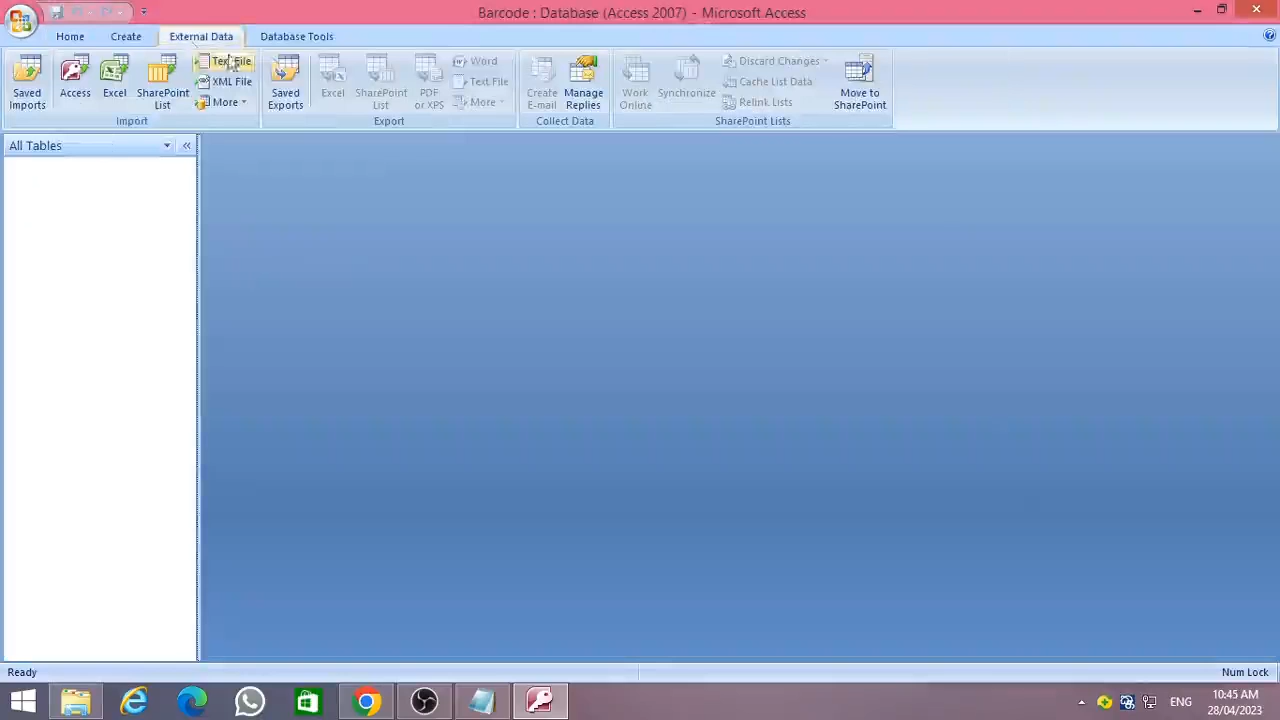 Barcode : Database (Access 2007) - Microsoft Access
Home Create External Data Database Tools
Saved Imports
Access
Excel
SharePoint List
Text File
XML File
More
Import
Saved Exports
Excel
SharePoint List
PDF or XPS
Word
Text File
More
Export
Create E-mail
Manage Replies
Collect Data
Work Online
Synchronize
Discard Changes
Cache List Data
Relink Lists
Move to SharePoint
SharePoint Lists
All Tables
Ready
Num Lock
ENG
10:45 AM
28/04/2023